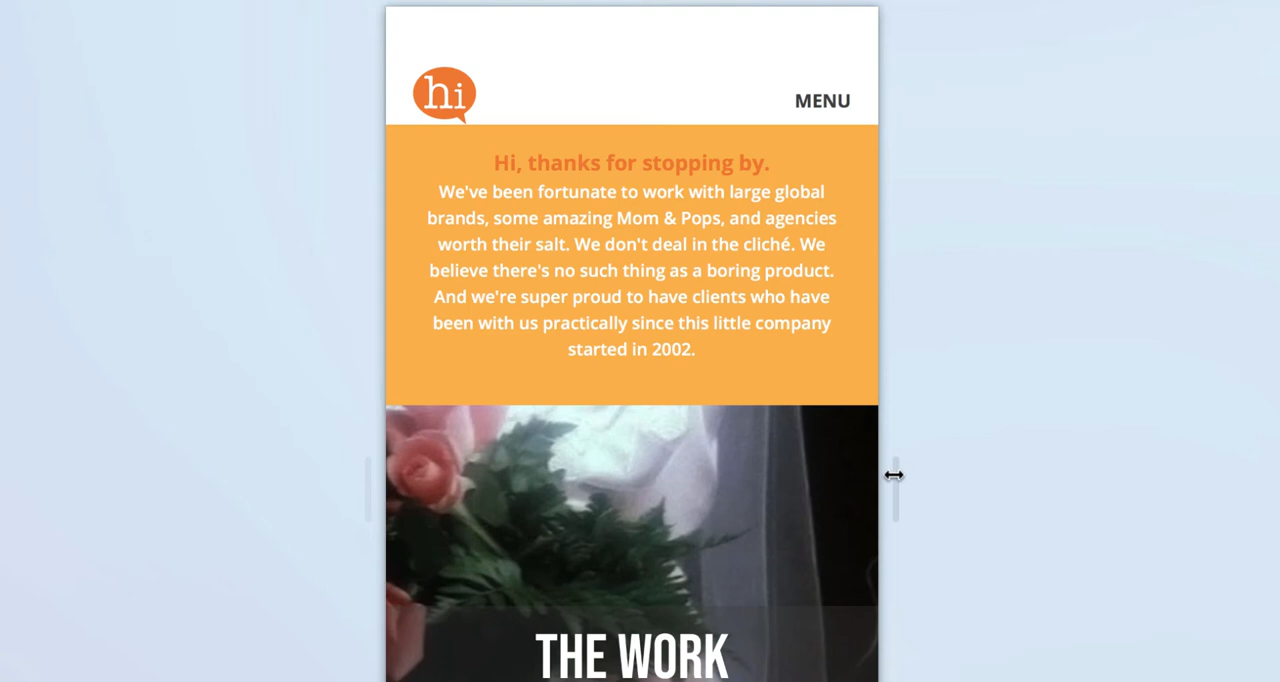 hi
MENU
Hi, thanks for stopping by.
We've been fortunate to work with large global
brands, some amazing Mom & Pops, and agencies
worth their salt. We don't deal in the cliché. We
believe there's no such thing as a boring product.
And we're super proud to have clients who have
been with us practically since this little company
started in 2002.
THE WORK